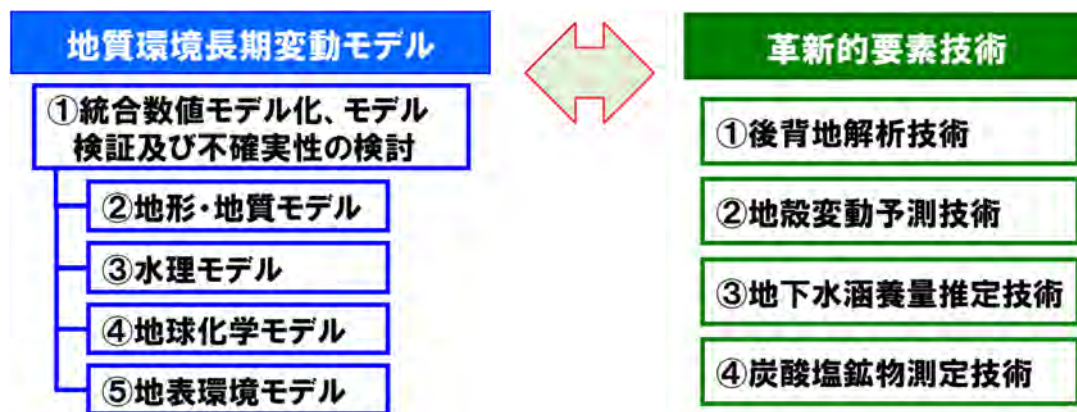 地質環境長期変動モデル
①統合数値モデル化、モデル
検証及び不確実性の検討
②地形・地質モデル
③水理モデル
④地球化学モデル
⑤地表環境モデル
革新的要素技術
①後背地解析技術
②地殻変動予測技術
③地下水涵養量推定技術
④炭酸塩鉱物測定技術